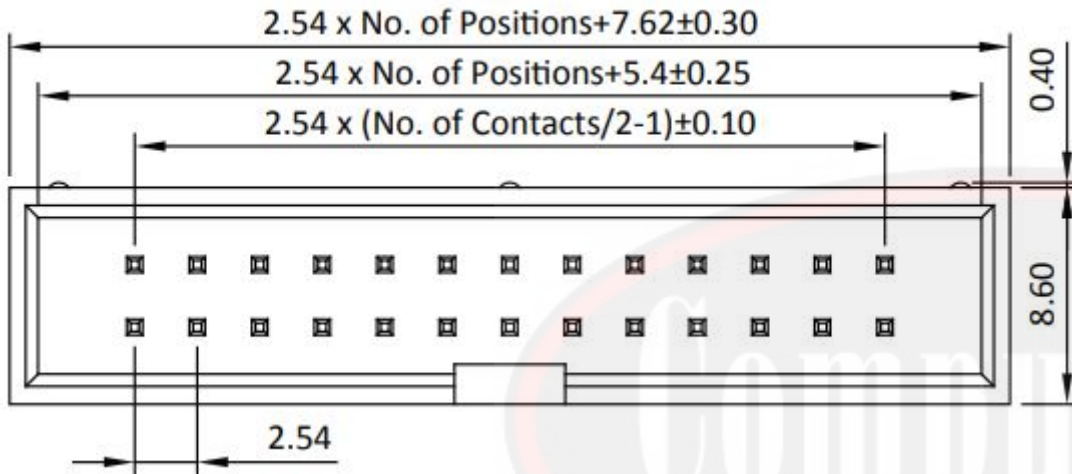 2.54 x No. of Positions+7.62±0.30
2.54 x No. of Positions+5.4±0.25
2.54 x (No. of Contacts/2-1)±0.10
0.40
8.60
2.54